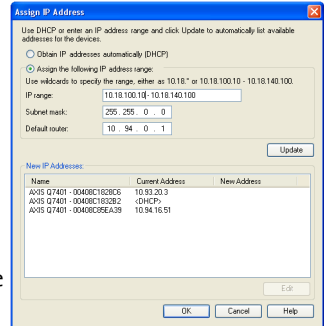 Assign IP Address
Use DHCP or enter an IP address range and click Update to automatically list available
addresses for the devices.
Obtain IP addresses automatically (DHCP)
Assign the following IP address range:
Use wildcards to specify the range, either as 10.18.* or 10.18.100.10 - 10.18.140.100.
IP range: 10.18.100.10 - 10.18.140.100
Subnet mask: 255 . 255 . 0 . 0
Default router: 10 . 94 . 0 . 1
Update
New IP Addresses:
Name Current Address New Address
AXIS Q7401 - 00408C1828C6 10.93.20.3
AXIS Q7401 - 00408C1832B2 <DHCP>
AXIS Q7401 - 00408C85EA39 10.94.16.51
Edit
OK Cancel Help